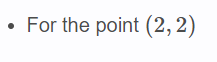 • For the point (2, 2)